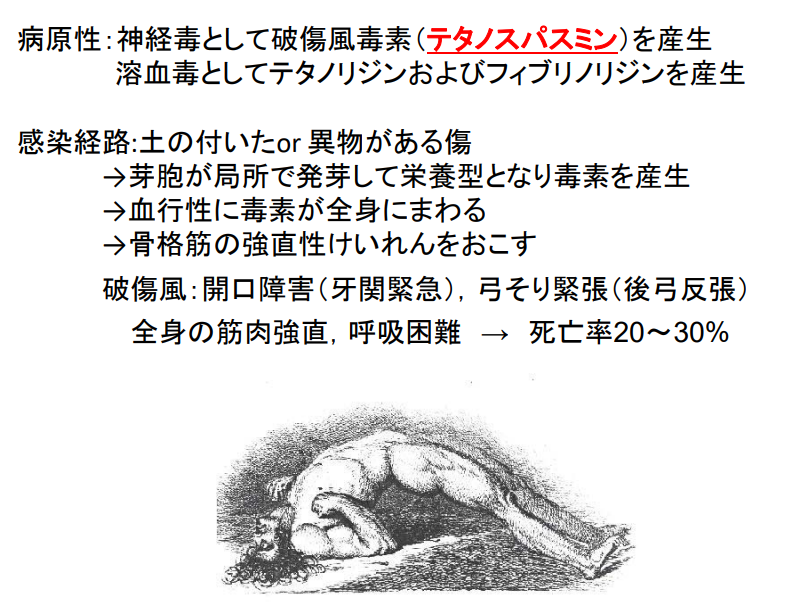 病原性：神経毒として破傷風毒素（テタノスパスミン）を産生
溶血毒としてテタノリジンおよびフィブリノリジンを産生
感染経路:土の付いたor 異物がある傷
→芽胞が局所で発芽して栄養型となり毒素を産生
→血行性に毒素が全身にまわる
→骨格筋の強直性けいれんをおこす
破傷風：開口障害（牙関緊急），弓そり緊張（後弓反張）
全身の筋肉強直，呼吸困難　→　死亡率20～30%